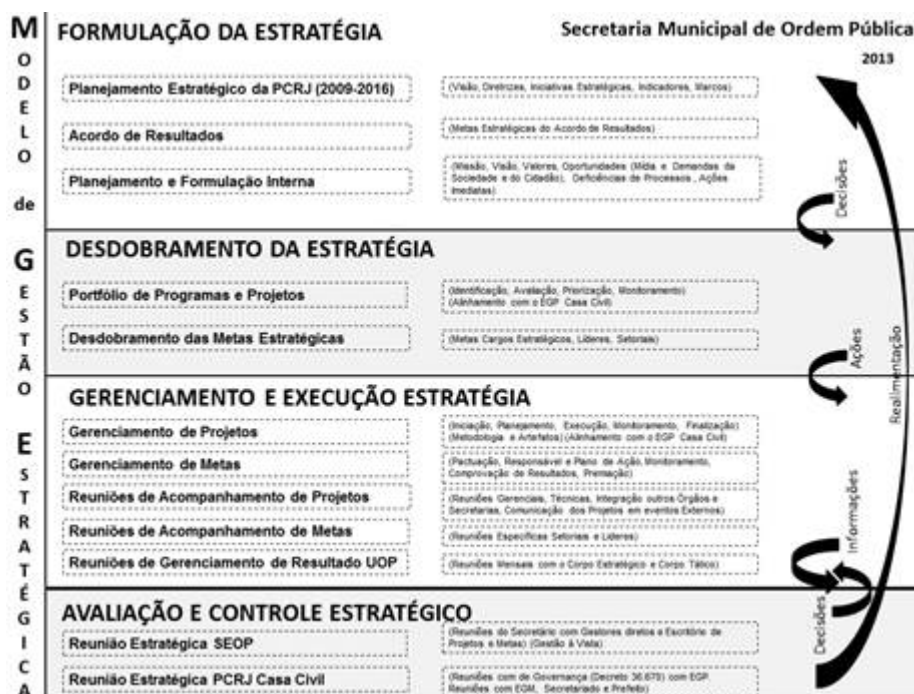 MODELO de GESTÃO ESTRATÉGICA
FORMULAÇÃO DA ESTRATÉGIA
Secretaria Municipal de Ordem Pública
2013
Planejamento Estratégico da PCRJ (2009-2016)
(Visão, Diretrizes, Iniciativas Estratégicas, Indicadores, Marcos)
Acordo de Resultados
(Metas Estratégicas do Acordo de Resultados)
Planejamento e Formulação Interna
(Missão, Visão, Valores, Oportunidades (Mídia e Demandas da
Sociedade e do Cidadão), Deficiências de Processos , Ações
Imediatas)
Decisões
DESDOBRAMENTO DA ESTRATÉGIA
Portfólio de Programas e Projetos
(Identificação, Avaliação, Priorização, Monitoramento)
(Alinhamento com o EGP Casa Civil)
Desdobramento das Metas Estratégicas
(Metas Cargos Estratégicos, Líderes, Setoriais)
Ações
Realimentação
GERENCIAMENTO E EXECUÇÃO ESTRATÉGIA
Gerenciamento de Projetos
(Iniciação, Planejamento, Execução, Monitoramento, Finalização)
(Metodologia e Artefatos) (Alinhamento com o EGP Casa Civil)
Gerenciamento de Metas
(Pactuação, Responsável e Plano de Ação, Monitoramento,
Comprovação de Resultados, Premiação)
Reuniões de Acompanhamento de Projetos
(Reuniões Gerenciais, Técnicas, Integração outros Órgãos e
Secretarias, Comunicação dos Projetos em eventos Externos)
Reuniões de Acompanhamento de Metas
(Reuniões Específicas Setoriais e Líderes)
Reuniões de Gerenciamento de Resultado UOP
(Reuniões Mensais com o Corpo Estratégico e Corpo Tático)
Informações
AVALIAÇÃO E CONTROLE ESTRATÉGICO
Reunião Estratégica SEOP
(Reuniões do Secretário com Gestores diretos e Escritório de
Projetos e Metas) (Gestão à Vista)
Reunião Estratégica PCRJ Casa Civil
(Reuniões com de Governança (Decreto 36.670) com EGP,
Reuniões com EGM, Secretariado e Prefeito)
Decisões